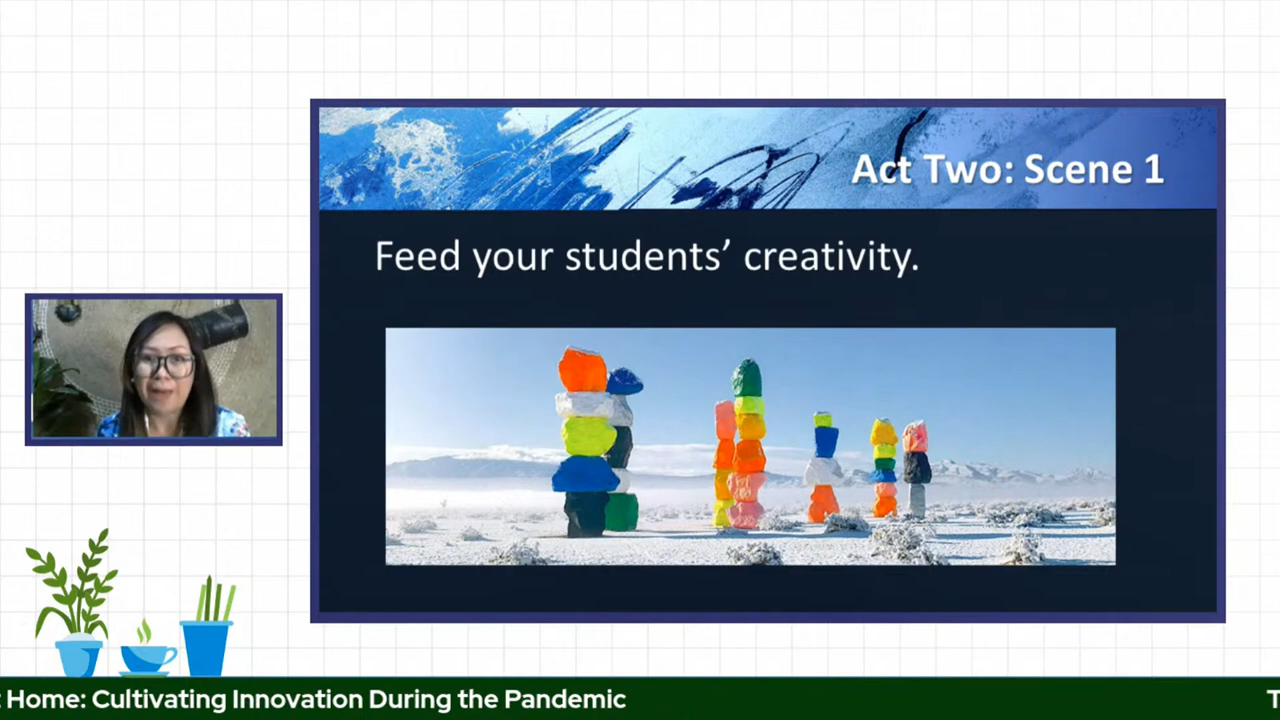 Act Two: Scene 1
Feed your students’ creativity.
Home: Cultivating Innovation During the Pandemic